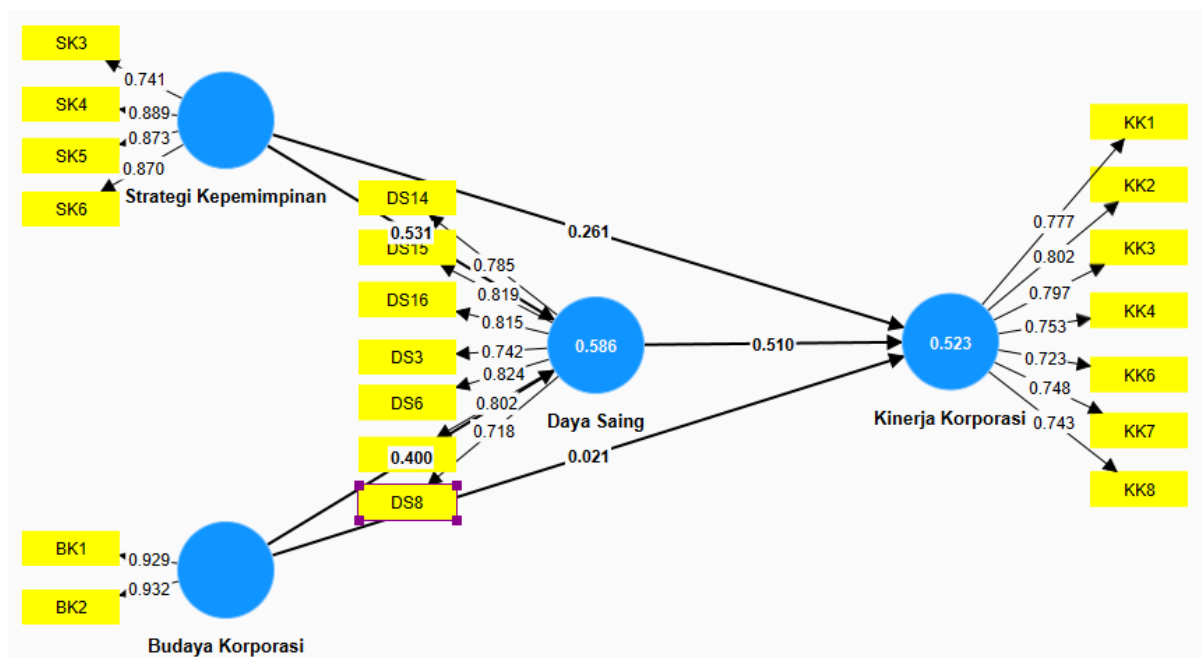 SK3
0.741
SK4
0.889
SK5
0.873
0.870
SK6
Strategi Kepemimpinan
DS14
0.531
DS15
0.785
0.819
DS16
0.815
DS3
0.742
0.824
DS6
0.802
0.718
0.400
DS8
0.586
Daya Saing
0.261
0.510
0.021
BK1
0.929
0.932
BK2
Budaya Korporasi
0.523
Kinerja Korporasi
KK1
0.777
KK2
0.802
KK3
0.797
KK4
0.753
0.723
KK6
0.748
KK7
0.743
KK8